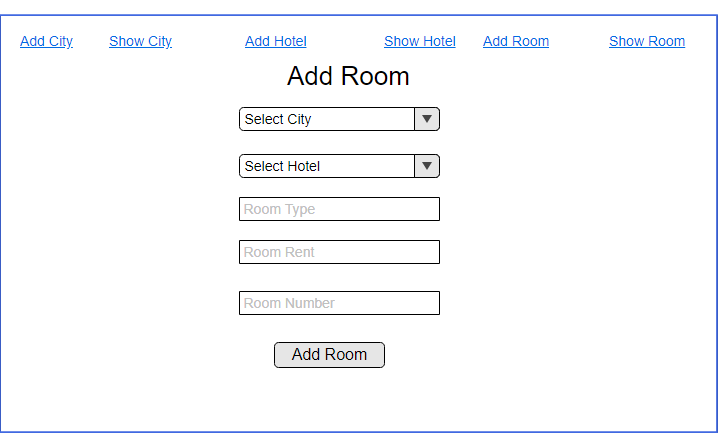 Add City Show City Add Hotel Show Hotel Add Room Show Room
Add Room
Select City
Select Hotel
Room Type
Room Rent
Room Number
Add Room